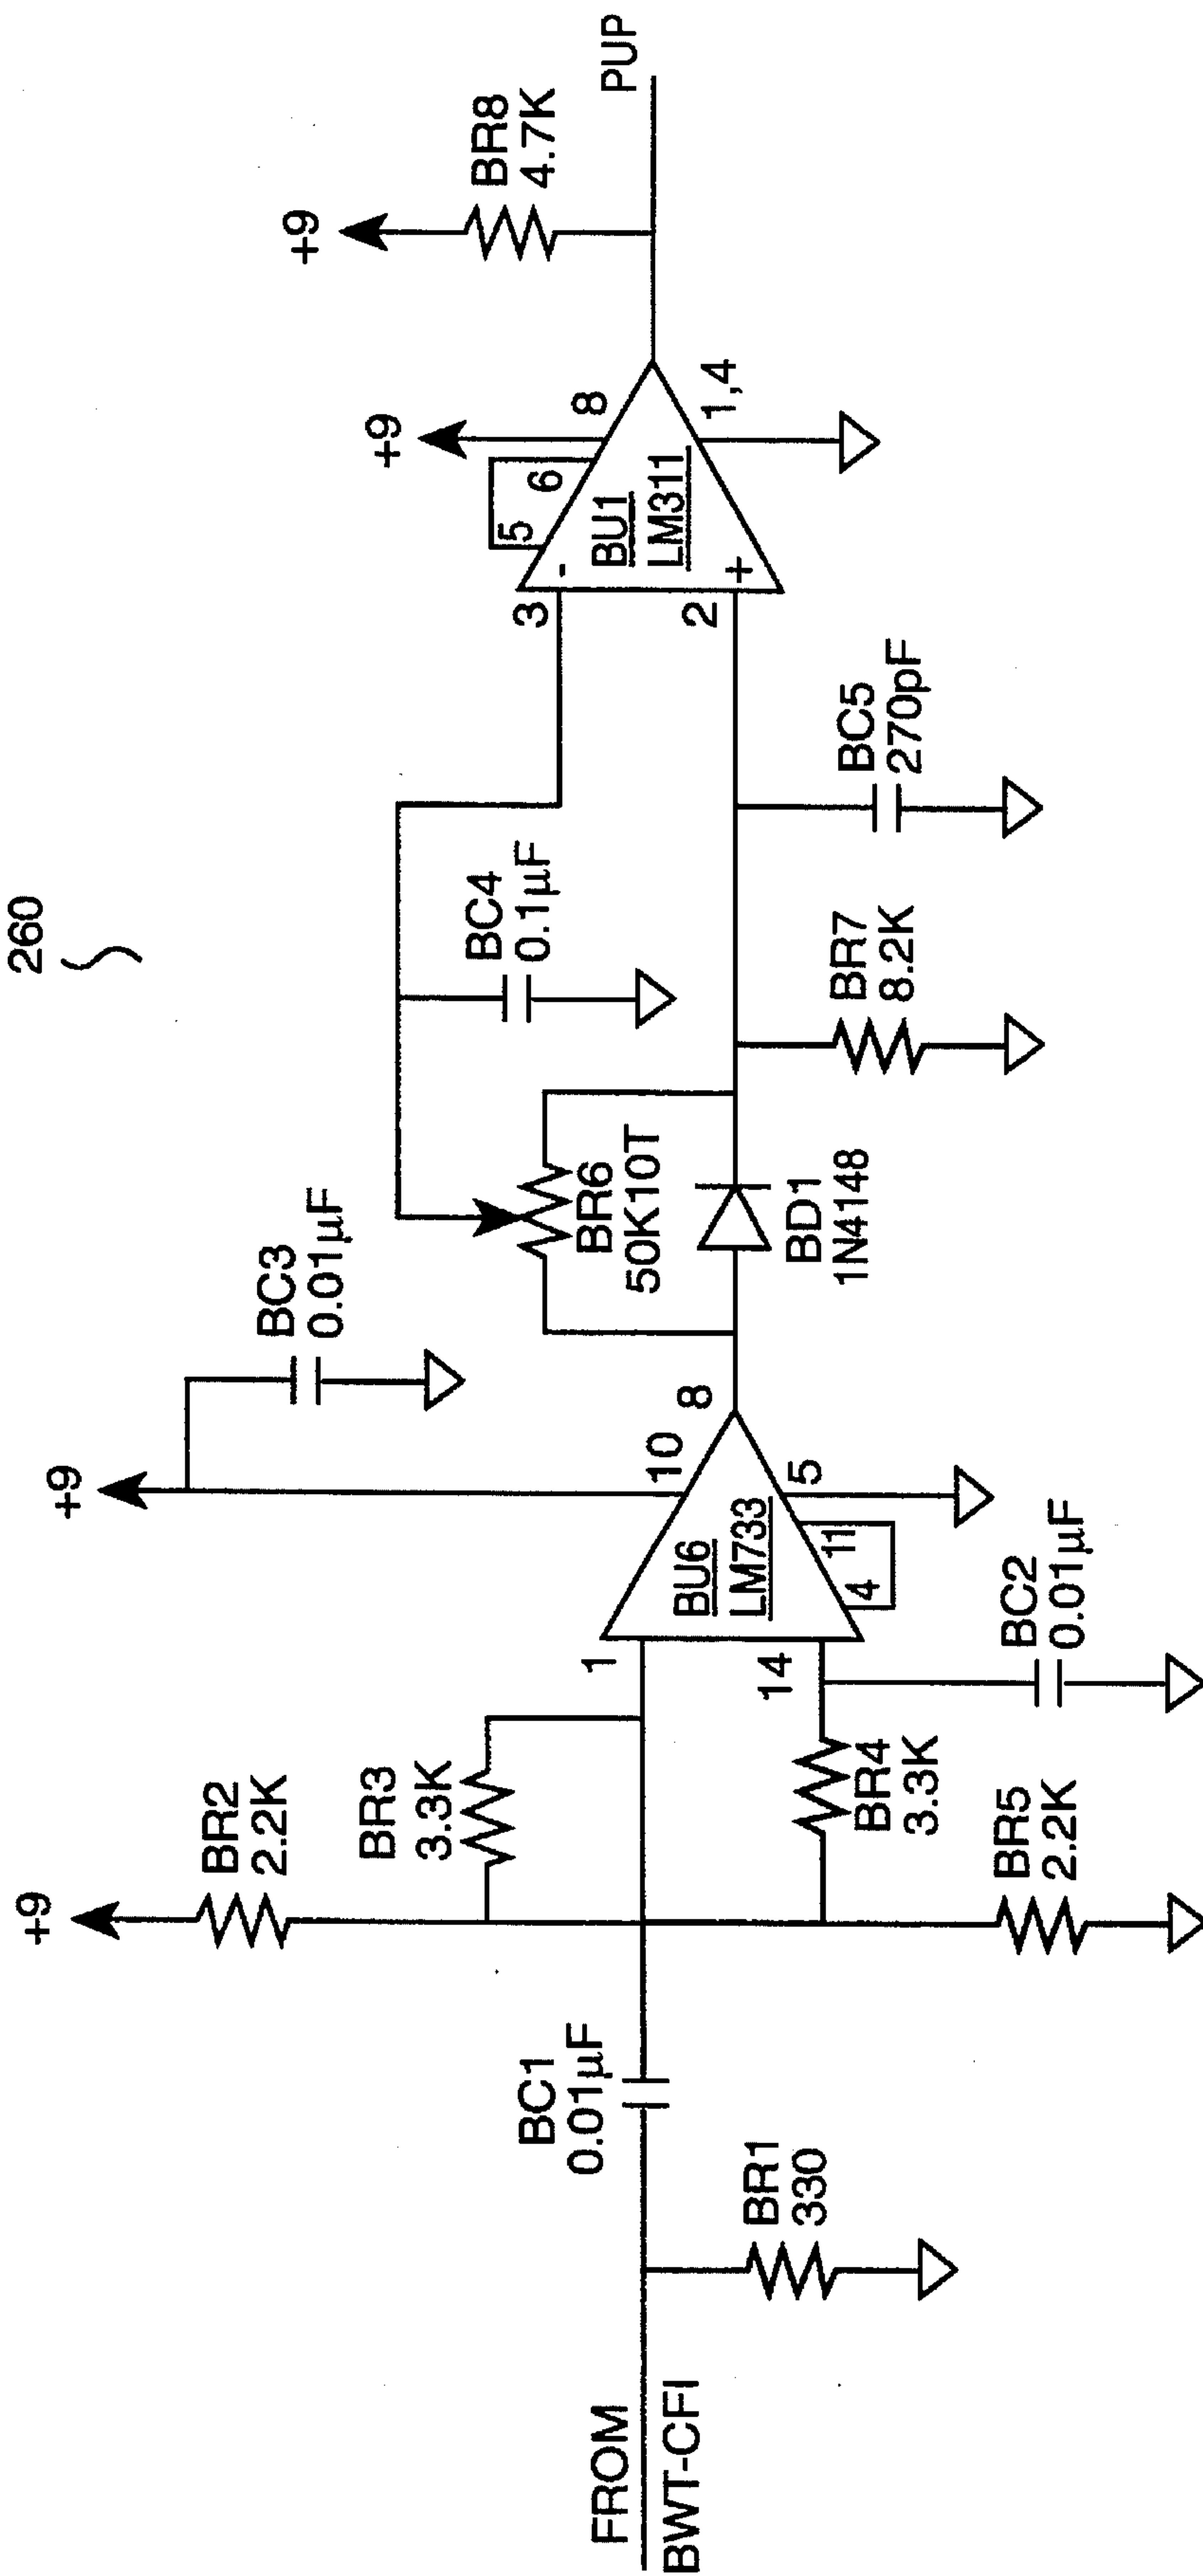 260
FROM
BWT-CFI
BR1
330
BC1
0.01µF
+9
BR2
2.2K
BR3
3.3K
BR4
3.3K
BR5
2.2K
BC2
0.01µF
1
14
BU6
LM733
4
11
5
10
8
+9
BC3
0.01µF
BR6
50K10T
BD1
1N4148
BC4
0.1µF
BR7
8.2K
BC5
270pF
3
2
-
+
BU1
LM311
5
6
8
1,4
+9
+9
BR8
4.7K
PUP